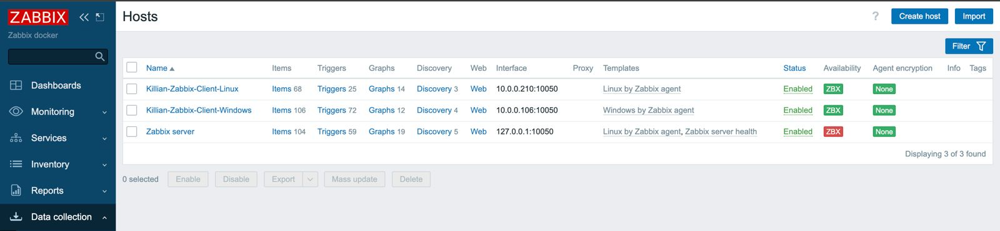 ZABBIX
Zabbix docker
Dashboards
Monitoring
Services
Inventory
Reports
Data collection
Hosts
? Create host Import
Filter
Name Items Triggers Graphs Discovery Web Interface Proxy Templates Status Availability Agent encryption Info Tags
Killian-Zabbix-Client-Linux Items 68 Triggers 25 Graphs 14 Discovery 3 Web 10.0.0.210:10050 Linux by Zabbix agent Enabled ZBX None
Killian-Zabbix-Client-Windows Items 106 Triggers 72 Graphs 12 Discovery 4 Web 10.0.0.106:10050 Windows by Zabbix agent Enabled ZBX None
Zabbix server Items 104 Triggers 59 Graphs 19 Discovery 5 Web 127.0.0.1:10050 Linux by Zabbix agent, Zabbix server health Enabled ZBX None
Displaying 3 of 3 found
0 selected Enable Disable Export Mass update Delete